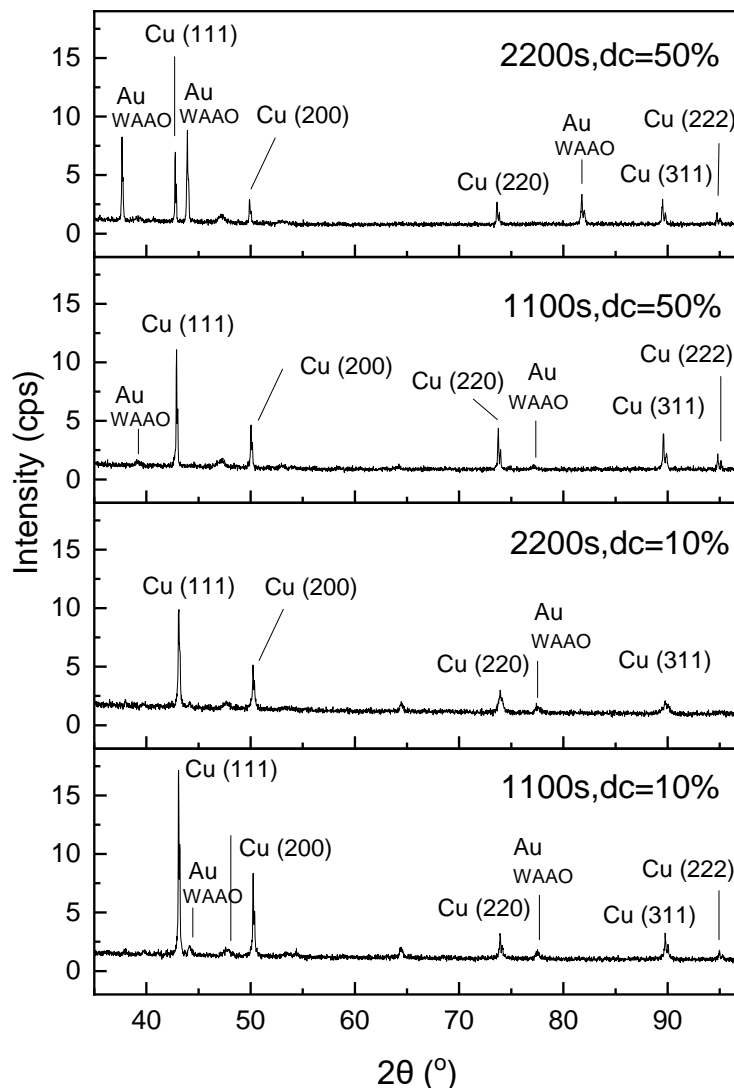 Intensity (cps)
15
10
5
0
2200s,dc=50%
Cu (111)
Au
WAAO
Au
WAAO
Cu (200)
Cu (220)
Au
WAAO
Cu (311)
Cu (222)
15
10
5
0
1100s,dc=50%
Cu (111)
Au
WAAO
Cu (200)
Cu (220)
Au
WAAO
Cu (311)
Cu (222)
15
10
5
0
2200s,dc=10%
Cu (111)
Cu (200)
Cu (220)
Au
WAAO
Cu (311)
15
10
5
0
1100s,dc=10%
Cu (111)
Au
WAAO
Cu (200)
Cu (220)
Au
WAAO
Cu (311)
Cu (222)
40
50
60
70
80
90
2θ (°)